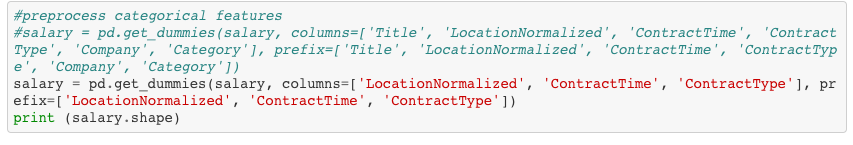 #preprocess categorical features
#salary = pd.get_dummies(salary, columns=['Title', 'LocationNormalized', 'ContractTime', 'Contract
Type', 'Company', 'Category'], prefix=['Title', 'LocationNormalized', 'ContractTime', 'ContractTyp
e', 'Company', 'Category'])
salary = pd.get_dummies(salary, columns=['LocationNormalized', 'ContractTime', 'ContractType'], pr
efix=['LocationNormalized', 'ContractTime', 'ContractType'])
print (salary.shape)